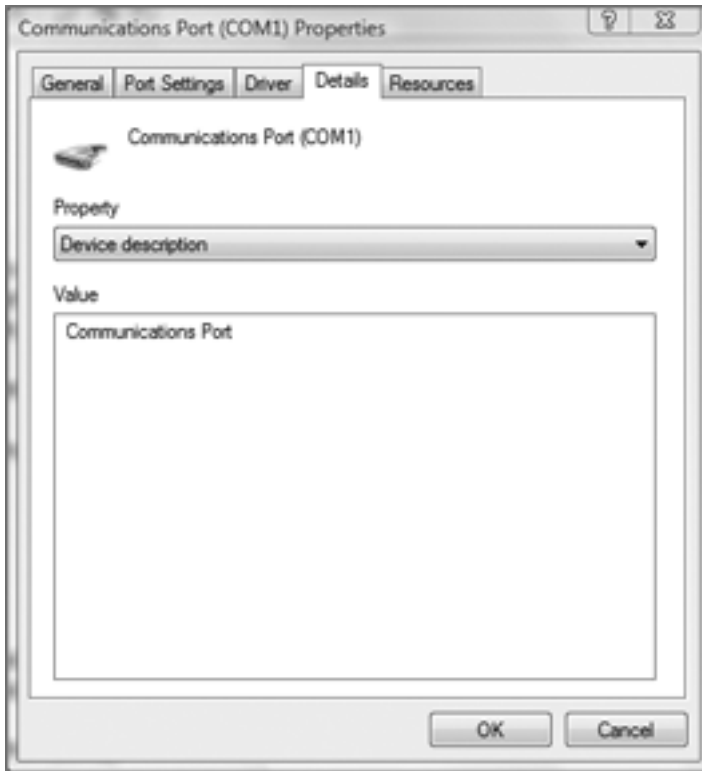 Communications Port (COM1) Properties
General Port Settings Driver Details Resources
Communications Port (COM1)
Property
Device description
Value
Communications Port
OK Cancel